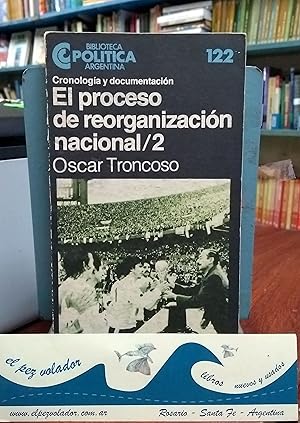 BIBLIOTECA
POLITICA
ARGENTINA
122
Cronología y documentación
El proceso
de reorganización
nacional/2
Oscar Troncoso
el pez volador
libros
nuevos y usados
www.elpezvolador.com.ar
Rosario - Santa Fe - Argentina